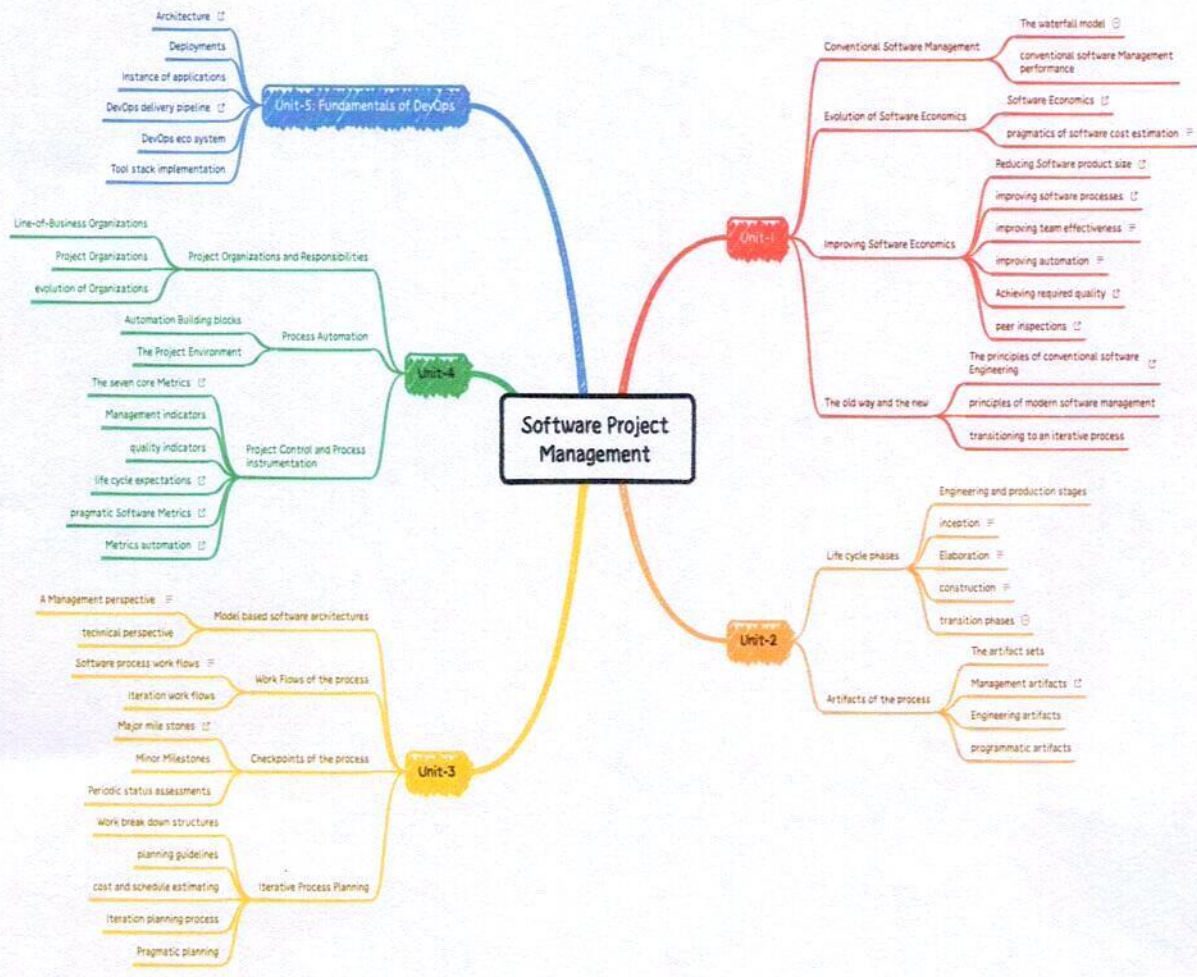 Software Project
Management
Unit-1
Conventional Software Management
The waterfall model
conventional software Management
performance
Evolution of Software Economics
Software Economics
pragmatics of software cost estimation
Improving Software Economics
Reducing Software product size
improving software processes
improving team effectiveness
improving automation
Achieving required quality
peer inspections
The old way and the new
The principles of conventional software
Engineering
principles of modern software management
transitioning to an iterative process
Unit-2
Life cycle phases
Engineering and production stages
inception
Elaboration
construction
transition phases
Artifacts of the process
The artifact sets
Management artifacts
Engineering artifacts
programmatic artifacts
Unit-3
Model based software architectures
A Management perspective
technical perspective
Work Flows of the process
Software process work flows
Iteration work flows
Checkpoints of the process
Major mile stones
Minor Milestones
Periodic status assessments
Iterative Process Planning
Work break down structures
planning guidelines
cost and schedule estimating
Iteration planning process
Pragmatic planning
Unit-4
Project Organizations and Responsibilities
Line-of-Business Organizations
Project Organizations
evolution of Organizations
Process Automation
Automation Building blocks
The Project Environment
Project Control and Process
instrumentation
The seven core Metrics
Management indicators
quality indicators
life cycle expectations
pragmatic Software Metrics
Metrics automation
Unit-5: Fundamentals of DevOps
Architecture
Deployments
Instance of applications
DevOps delivery pipeline
DevOps eco system
Tool stack implementation